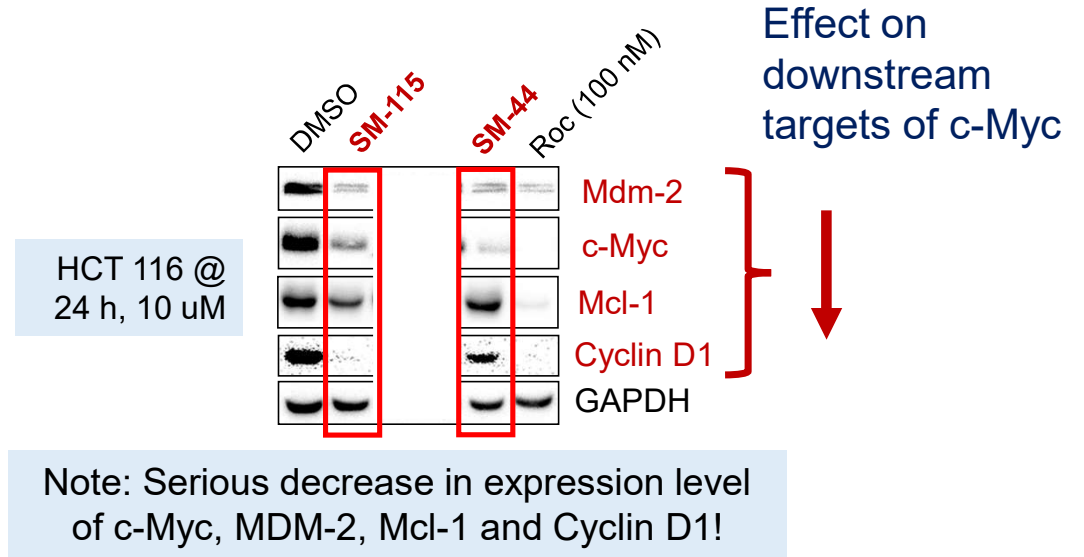 Effect on
downstream
targets of c-Myc
DMSO
SM-115
SM-44
Roc (100 nM)
Mdm-2
c-Myc
Mcl-1
Cyclin D1
GAPDH
HCT 116 @
24 h, 10 uM
Note: Serious decrease in expression level
of c-Myc, MDM-2, Mcl-1 and Cyclin D1!